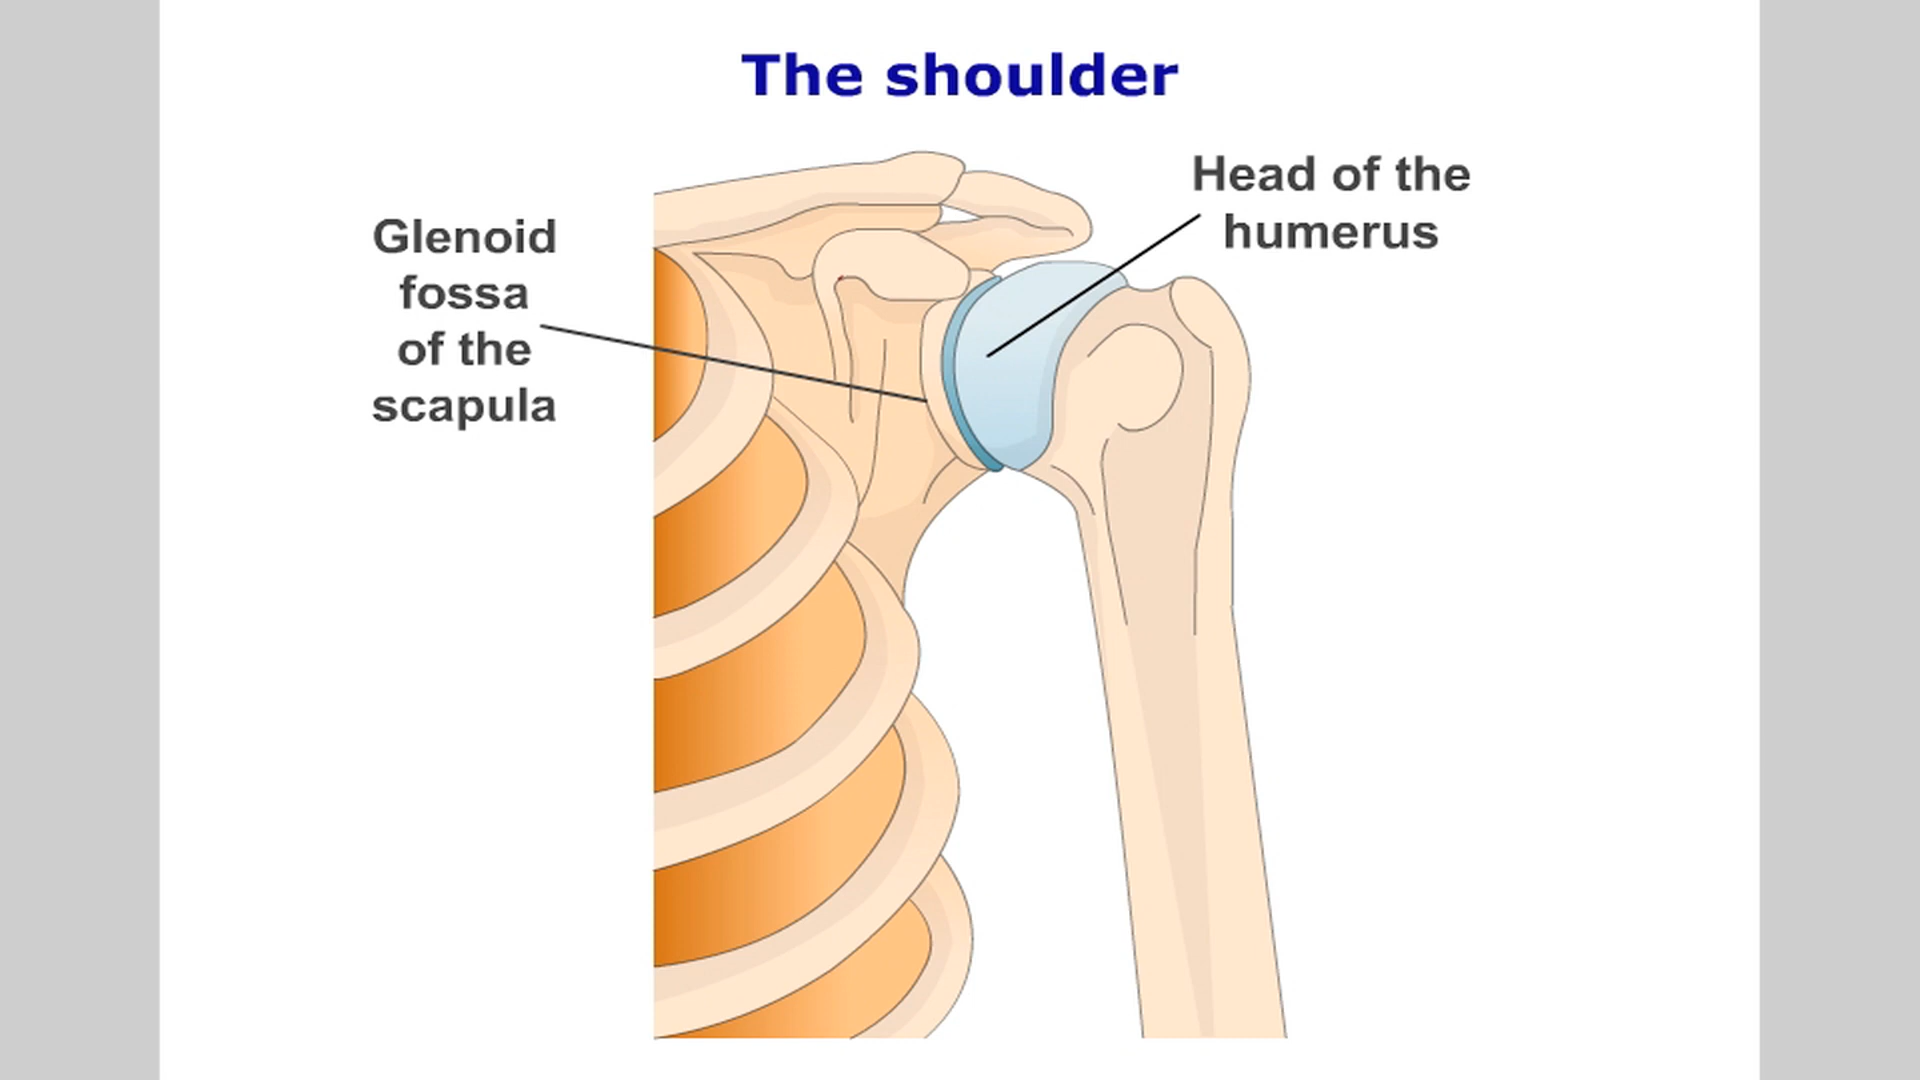 The shoulder
Head of the
humerus
Glenoid
fossa
of the
scapula